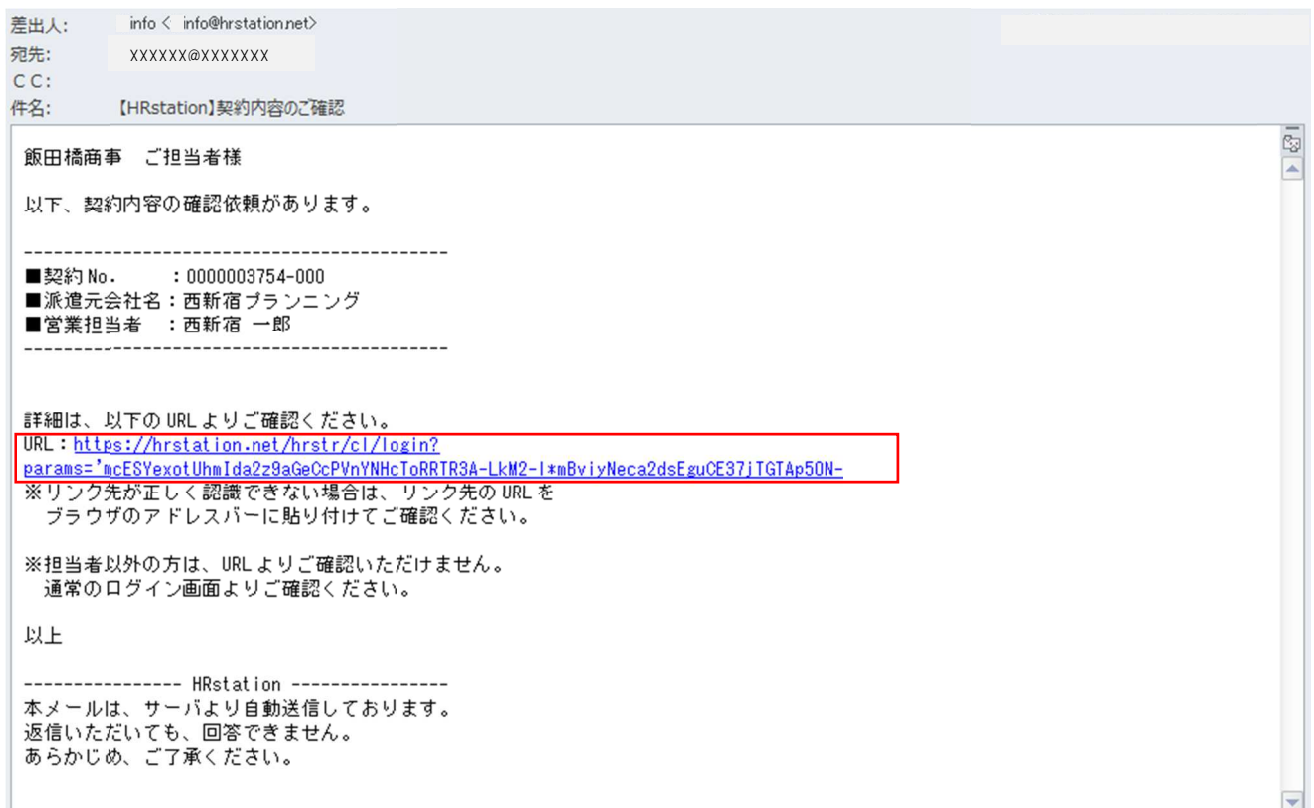 差出人: info < info@hrstation.net>
宛先: XXXXXX@XXXXXXX
CC:
件名: 【HRstation】契約内容のご確認
飯田橋商事　ご担当者様
以下、契約内容の確認依頼があります。
-------------------------------------------
■契約 No.　　　：0000003754-000
■派遣元会社名：西新宿プランニング
■営業担当者　：西新宿 一郎
-------------------------------------------
詳細は、以下の URL よりご確認ください。
URL：https://hrstation.net/hrstr/cl/login?
params='mcESYexotUhmIda2z9aGeCcPVnYNHcToRRTR3A-LkM2-l*mBviyNeca2dsEguCE37jTGTAp5ON-
※リンク先が正しく認識できない場合は、リンク先の URL を
ブラウザのアドレスバーに貼り付けてご確認ください。
※担当者以外の方は、URL よりご確認いただけません。
通常のログイン画面よりご確認ください。
以上
---------------- HRstation ----------------
本メールは、サーバより自動送信しております。
返信いただいても、回答できません。
あらかじめ、ご了承ください。